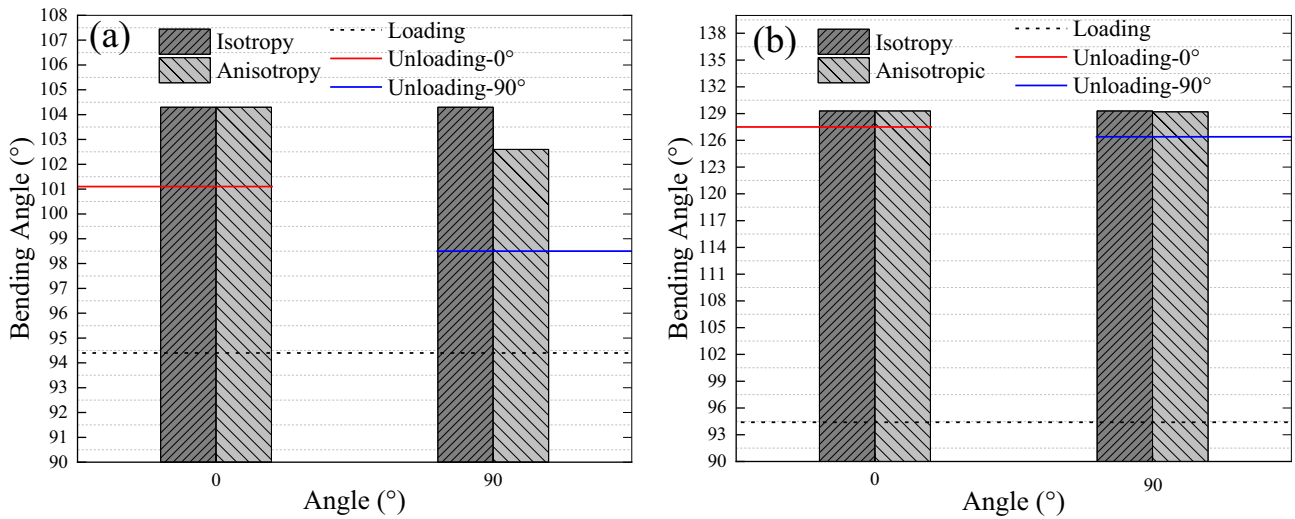 (a)
Isotropy
Anisotropy
Loading
Unloading-0°
Unloading-90°
108
107
106
105
104
103
102
101
100
99
98
97
96
95
94
93
92
91
90
Bending Angle (°)
0
90
Angle (°)
(b)
Isotropy
Anisotropic
Loading
Unloading-0°
Unloading-90°
138
135
132
129
126
123
120
117
114
111
108
105
102
99
96
93
90
Bending Angle (°)
0
90
Angle (°)